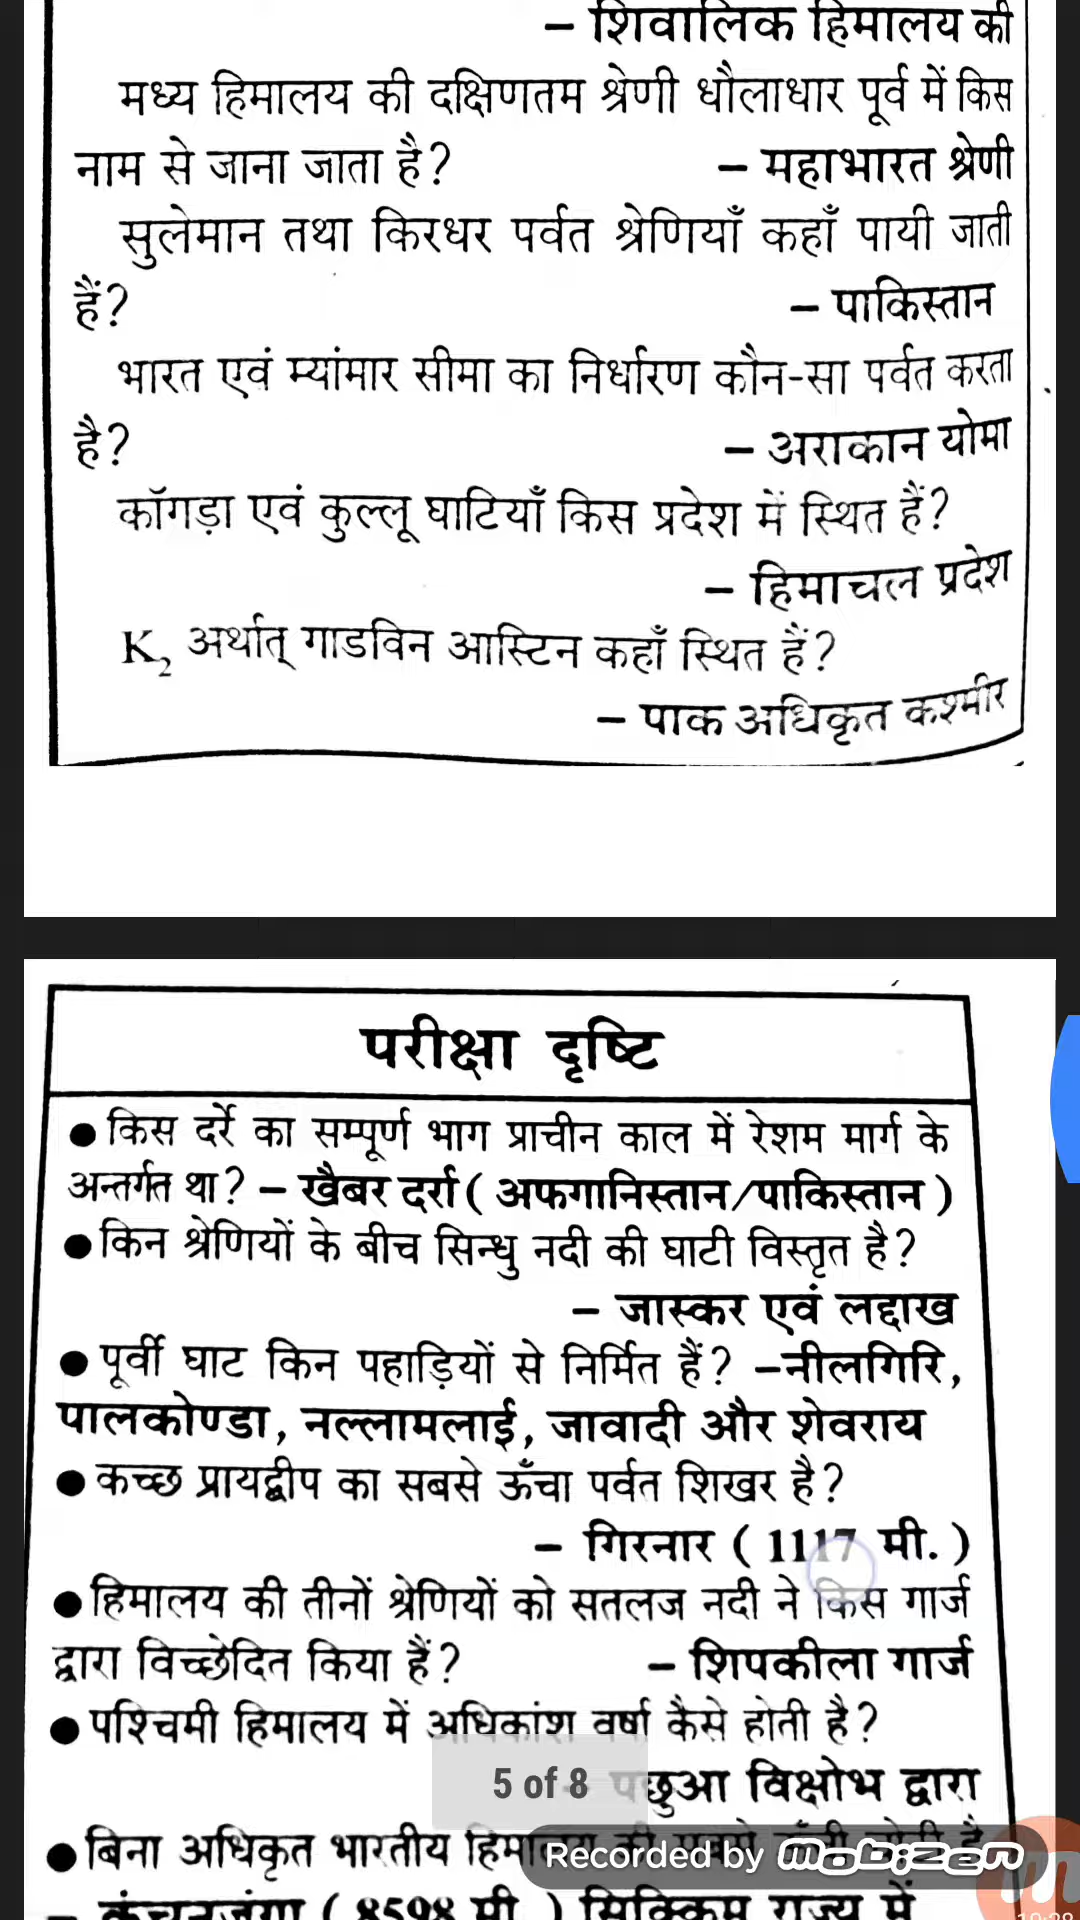 – शिवालिक हिमालय की
मध्य हिमालय की दक्षिणतम श्रेणी धौलाधार पूर्व में किस
नाम से जाना जाता है? – महाभारत श्रेणी
सुलेमान तथा किरधर पर्वत श्रेणियाँ कहाँ पायी जाती
हैं? – पाकिस्तान
भारत एवं म्यांमार सीमा का निर्धारण कौन-सा पर्वत करता
है? – अराकान योमा
कॉगड़ा एवं कुल्लू घाटियाँ किस प्रदेश में स्थित हैं?
– हिमाचल प्रदेश
K₂ अर्थात् गाडविन आस्टिन कहाँ स्थित हैं?
– पाक अधिकृत कश्मीर
परीक्षा दृष्टि
● किस दर्रे का सम्पूर्ण भाग प्राचीन काल में रेशम मार्ग के
अन्तर्गत था? – खैबर दर्रा ( अफगानिस्तान/पाकिस्तान )
● किन श्रेणियों के बीच सिन्धु नदी की घाटी विस्तृत है?
– जास्कर एवं लद्दाख
● पूर्वी घाट किन पहाड़ियों से निर्मित हैं? –नीलगिरि,
पालकोण्डा, नल्लामलाई, जावादी और शेवराय
● कच्छ प्रायद्वीप का सबसे ऊँचा पर्वत शिखर है?
– गिरनार ( 1117 मी. )
● हिमालय की तीनों श्रेणियों को सतलज नदी ने किस गार्ज
द्वारा विच्छेदित किया हैं? – शिपकीला गार्ज
● पश्चिमी हिमालय में अधिकांश वर्षा कैसे होती है?
5 of 8 पछुआ विक्षोभ द्वारा
● बिना अधिकृत भारतीय हिमालय की सबसे ऊँची चोटी है
Recorded by mobizen
– कंचनजंगा ( 8598 मी. ) सिक्किम राज्य में